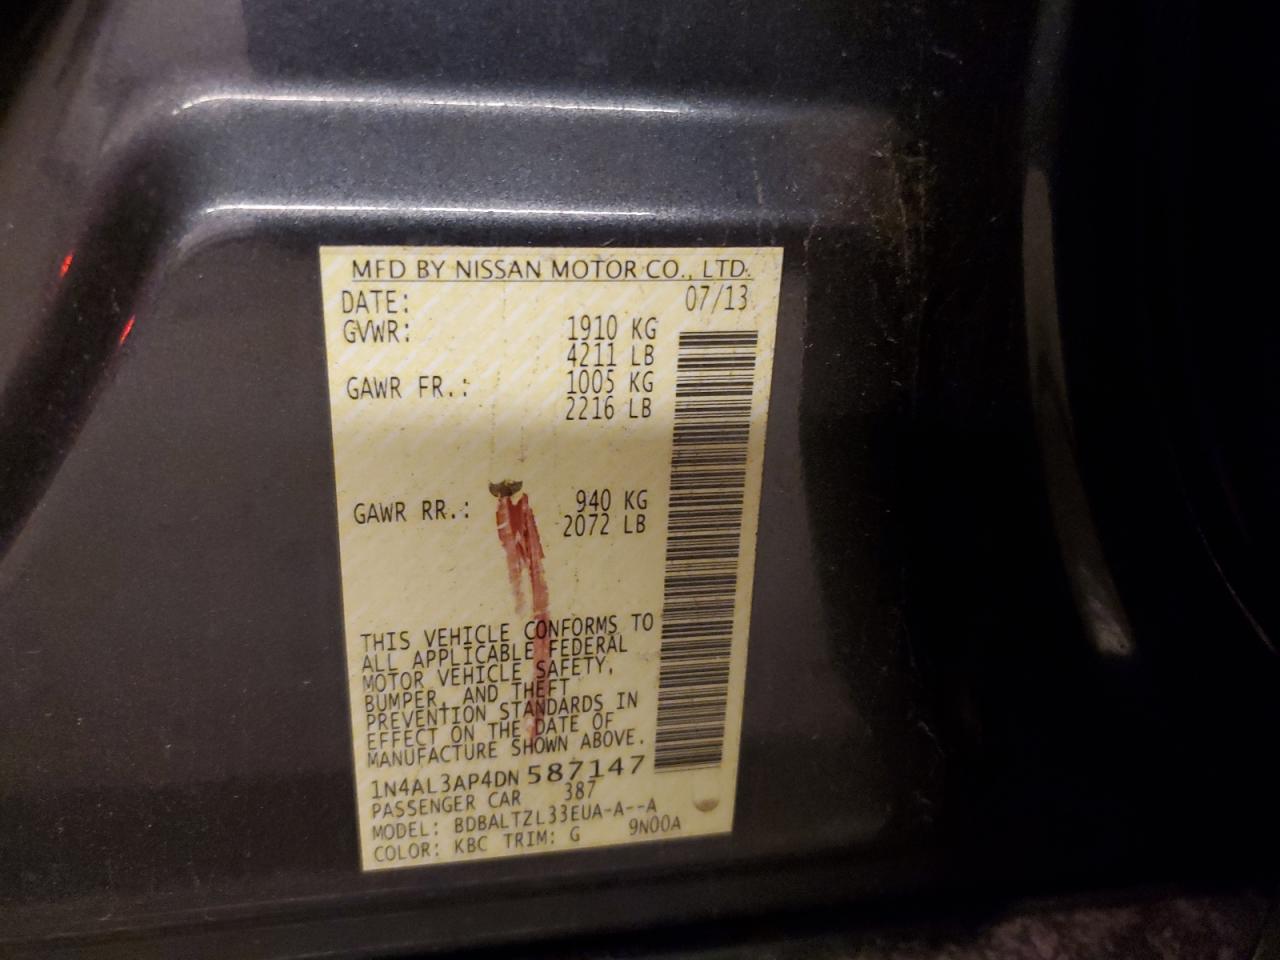 MFD BY NISSAN MOTOR CO., LTD.
DATE: 07/13
GVWR: 1910 KG
4211 LB
GAWR FR.: 1005 KG
2216 LB
GAWR RR.: 940 KG
2072 LB
THIS VEHICLE CONFORMS TO
ALL APPLICABLE FEDERAL
MOTOR VEHICLE SAFETY,
BUMPER, AND THEFT
PREVENTION STANDARDS IN
EFFECT ON THE DATE OF
MANUFACTURE SHOWN ABOVE.
1N4AL3AP4DN 587147
PASSENGER CAR 387
MODEL: BDBALTZL33EUA-A--A
COLOR: KBC TRIM: G 9N00A